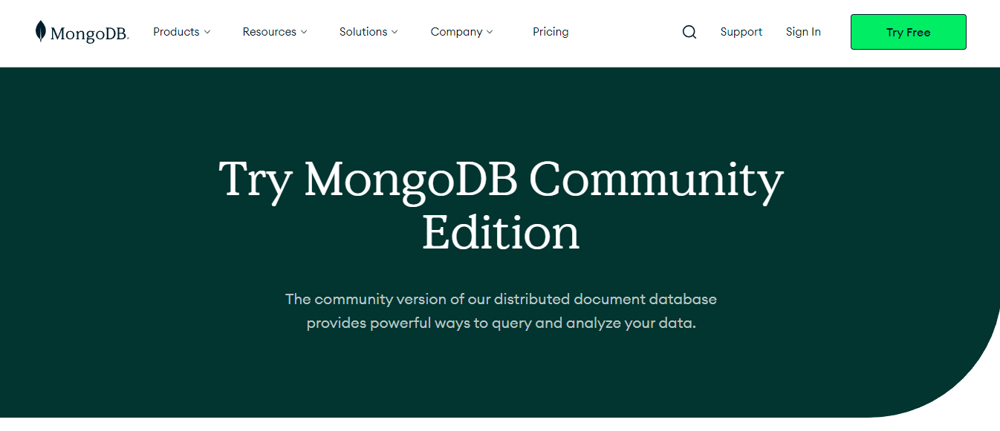 MongoDB. Products Resources Solutions Company Pricing Support Sign In Try Free
Try MongoDB Community
Edition
The community version of our distributed document database
provides powerful ways to query and analyze your data.